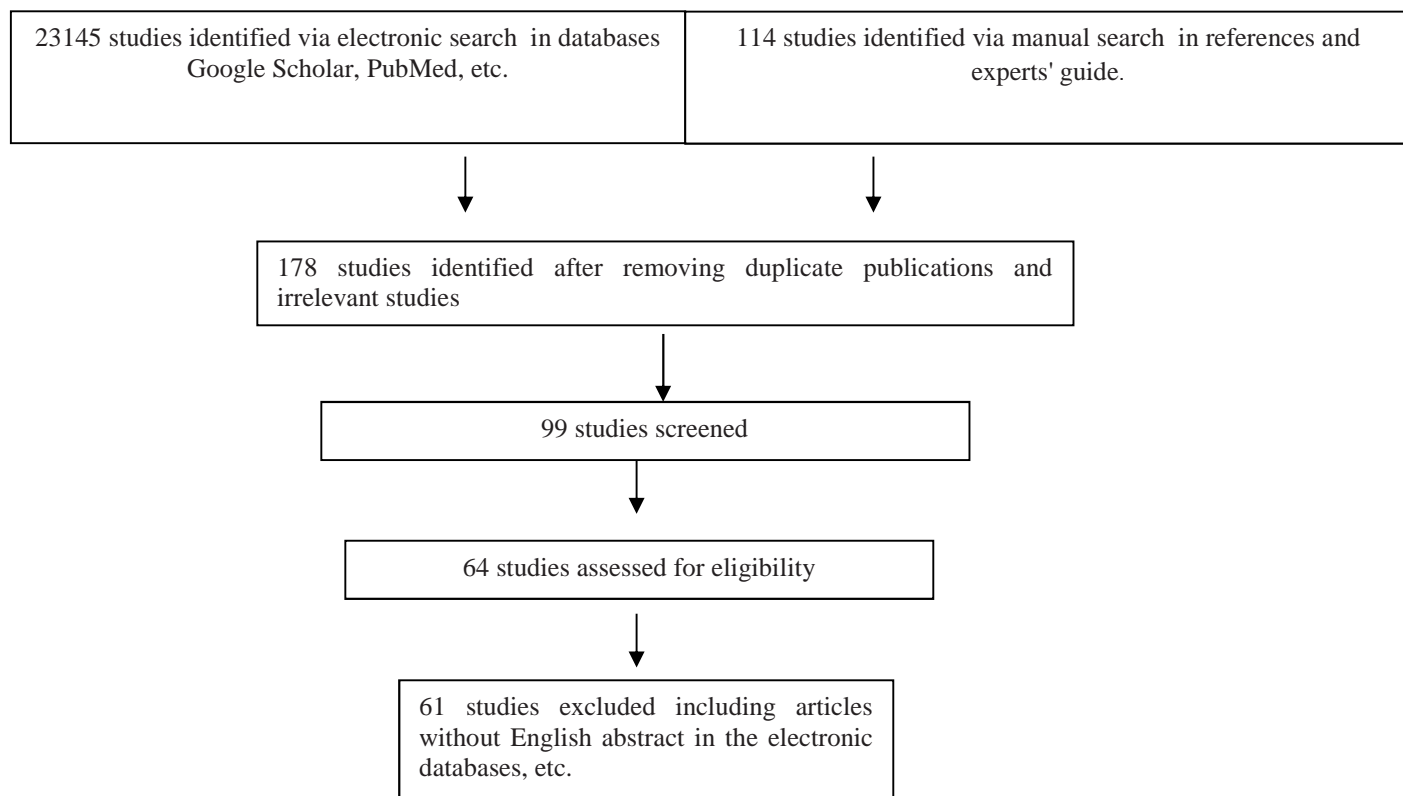 23145 studies identified via electronic search in databases
Google Scholar, PubMed, etc.
114 studies identified via manual search in references and
experts' guide.
178 studies identified after removing duplicate publications and
irrelevant studies
99 studies screened
64 studies assessed for eligibility
61 studies excluded including articles
without English abstract in the electronic
databases, etc.